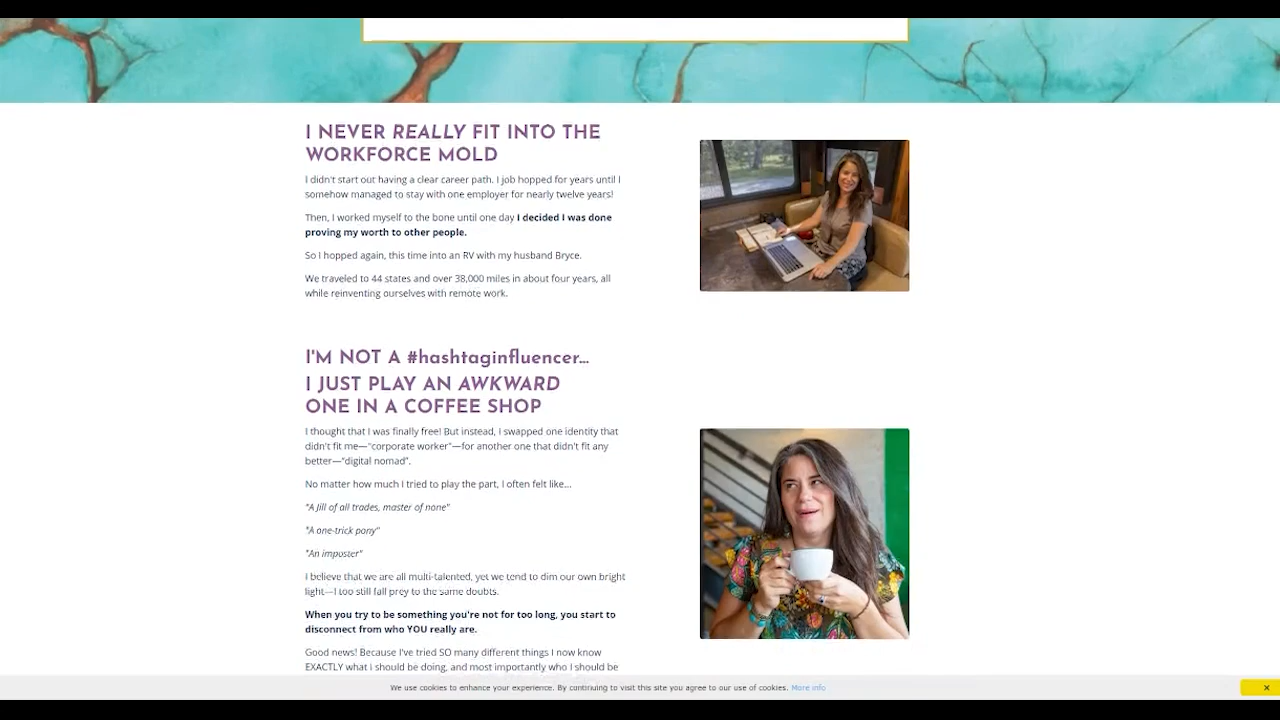 I NEVER REALLY FIT INTO THE
WORKFORCE MOLD
I didn't start out having a clear career path. I job hopped for years until I
somehow managed to stay with one employer for nearly twelve years!
Then, I worked myself to the bone until one day I decided I was done
proving my worth to other people.
So I hopped again, this time into an RV with my husband Bryce.
We traveled to 44 states and over 38,000 miles in about four years, all
while reinventing ourselves with remote work.
I'M NOT A #hashtaginfluencer...
I JUST PLAY AN AWKWARD
ONE IN A COFFEE SHOP
I thought that I was finally free! But instead, I swapped one identity that
didn't fit me—“corporate worker”—for another one that didn't fit any
better—“digital nomad”.
No matter how much I tried to play the part, I often felt like...
"A Jill of all trades, master of none"
"A one-trick pony"
"An imposter"
I believe that we are all multi-talented, yet we tend to dim our own bright
light—I too still fall prey to the same doubts.
When you try to be something you're not for too long, you start to
disconnect from who YOU really are.
Good news! Because I've tried SO many different things I now know
EXACTLY what i should be doing, and most importantly who I should be
We use cookies to enhance your experience. By continuing to visit this site you agree to our use of cookies. More info
×